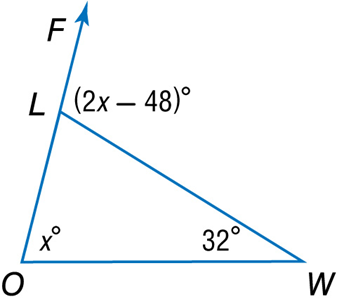 F
L (2x – 48)°
x° 32°
O W